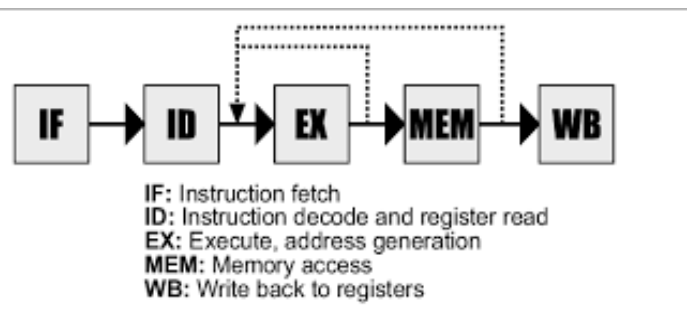 IF ID EX MEM WB
IF: Instruction fetch
ID: Instruction decode and register read
EX: Execute, address generation
MEM: Memory access
WB: Write back to registers